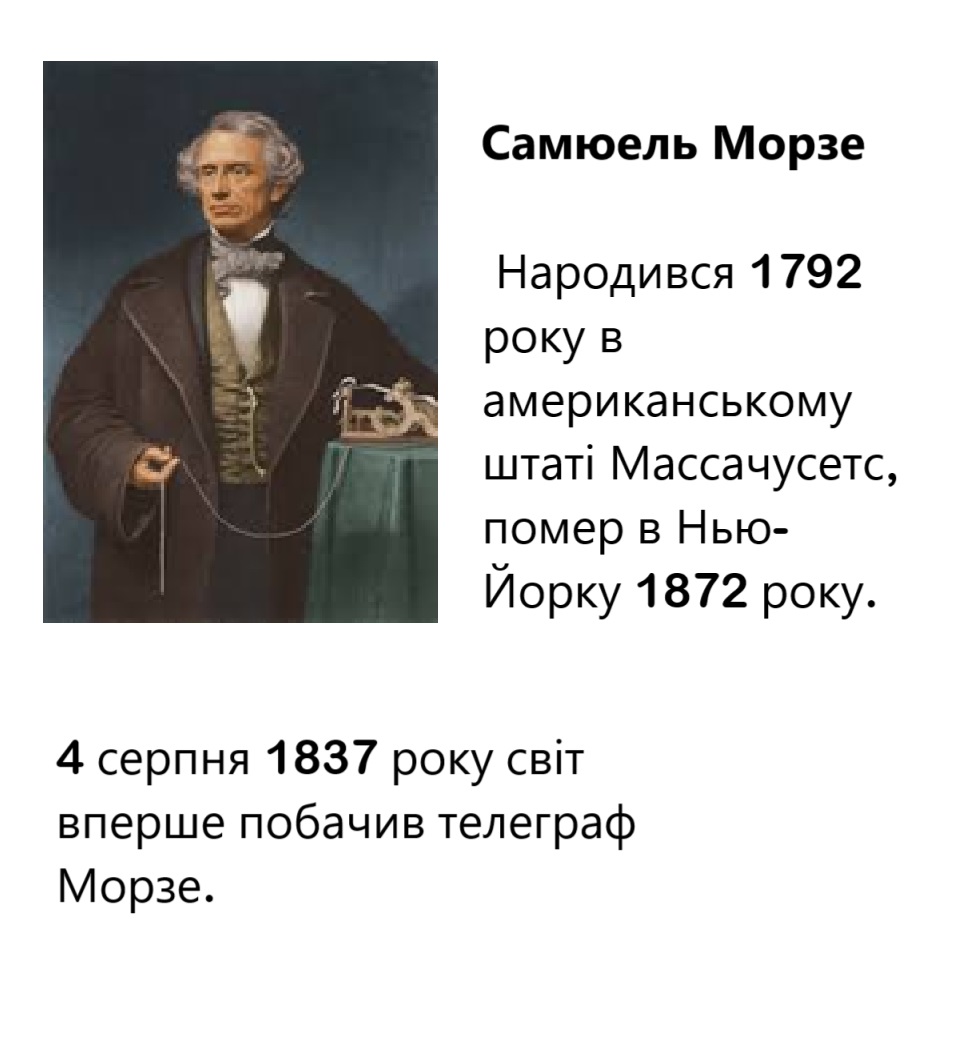 Самюель Морзе
Народився 1792
року в
американському
штаті Массачусетс,
помер в Нью-
Йорку 1872 року.
4 серпня 1837 року світ
вперше побачив телеграф
Морзе.